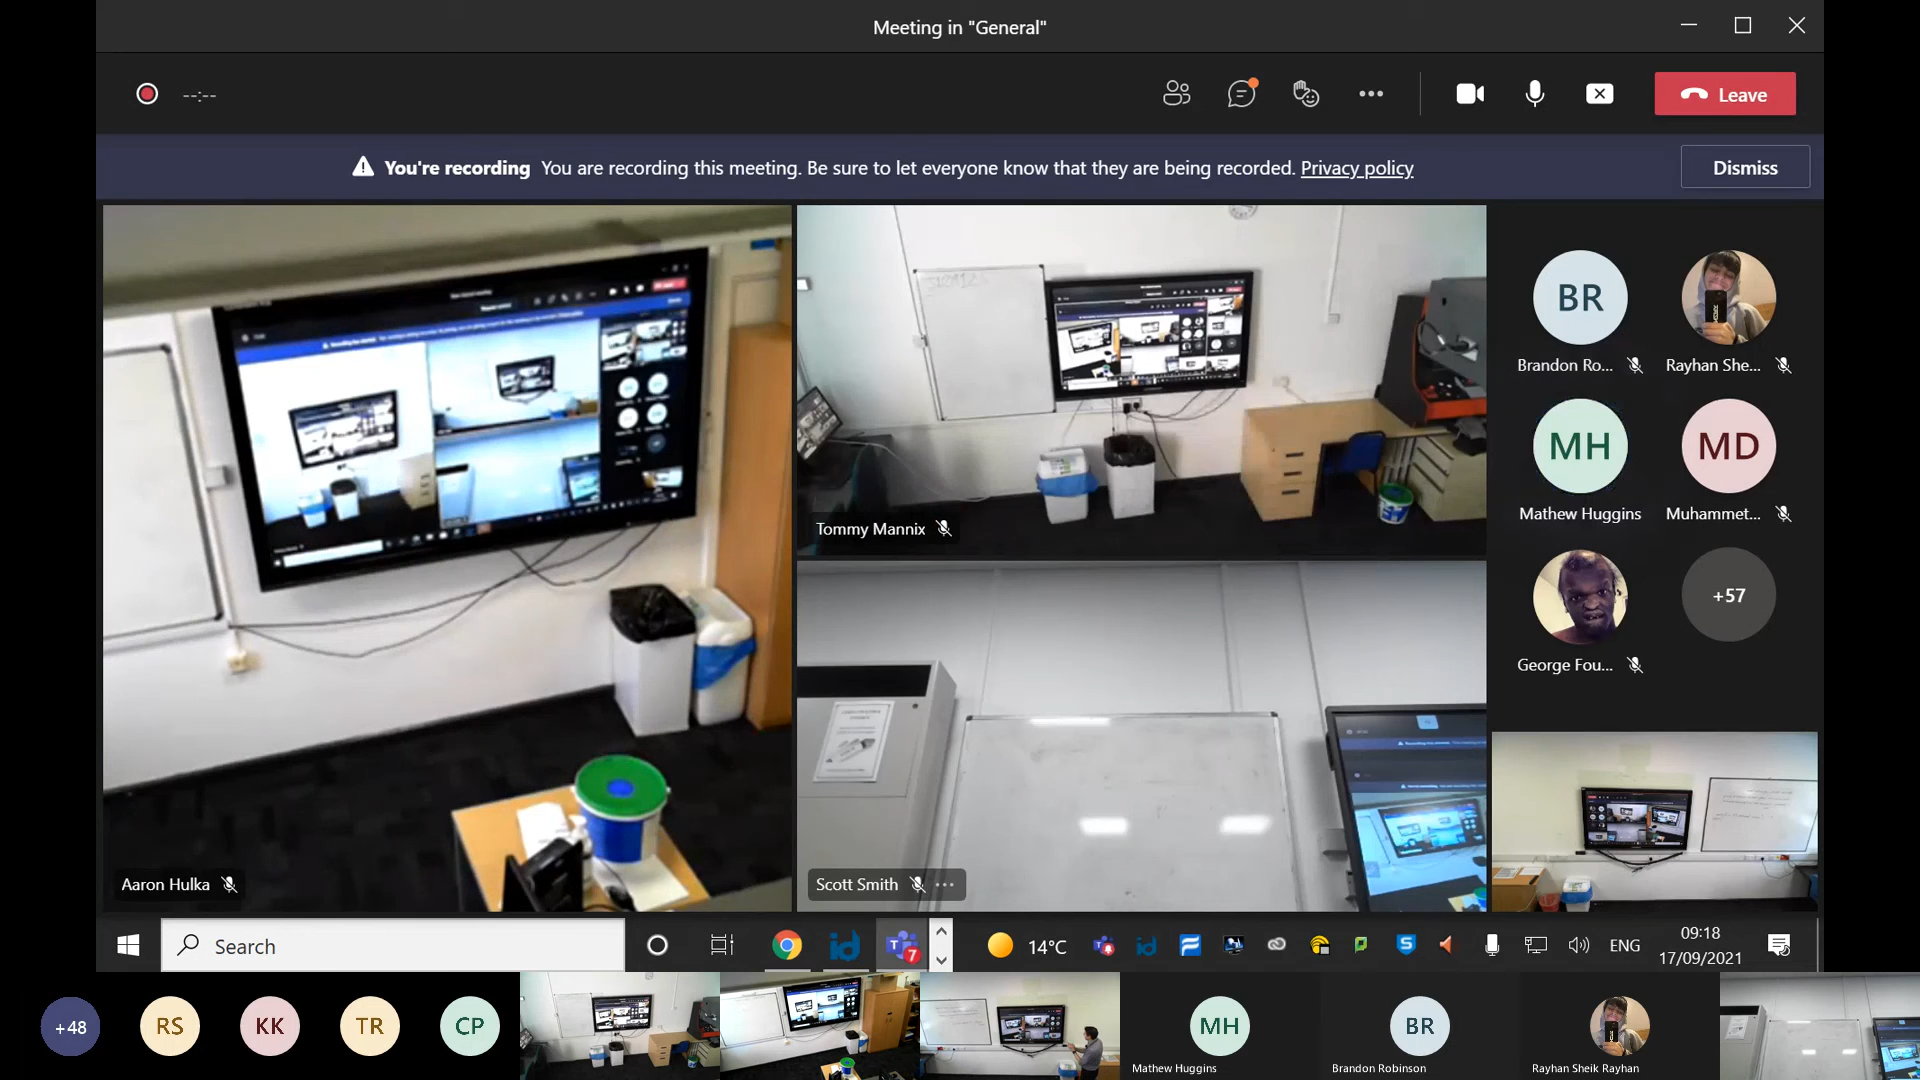 Meeting in "General"
--:--
Leave
You're recording You are recording this meeting. Be sure to let everyone know that they are being recorded. Privacy policy
Dismiss
BR
Brandon Ro...
Rayhan She...
MH
MD
Mathew Huggins
Muhammet...
George Fou...
+57
Tommy Mannix
Aaron Hulka
Scott Smith
Search
7
14°C
ENG
09:18
17/09/2021
+48
RS
KK
TR
CP
MH
Mathew Huggins
BR
Brandon Robinson
Rayhan Sheik Rayhan